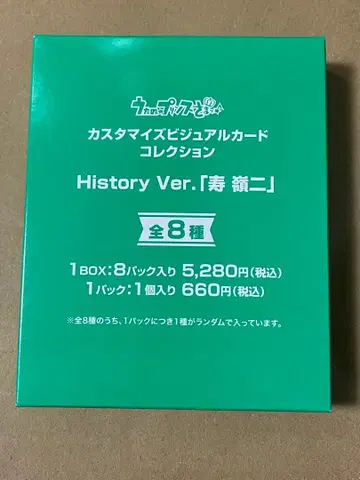 うたの☆プリンスさまっ♪
カスタマイズビジュアルカード
コレクション
History Ver.「寿 嶺二」
全8種
1BOX:8パック入り 5,280円(税込)
1パック:1個入り 660円(税込)
※全8種のうち、1パックにつき1種がランダムで入っています。